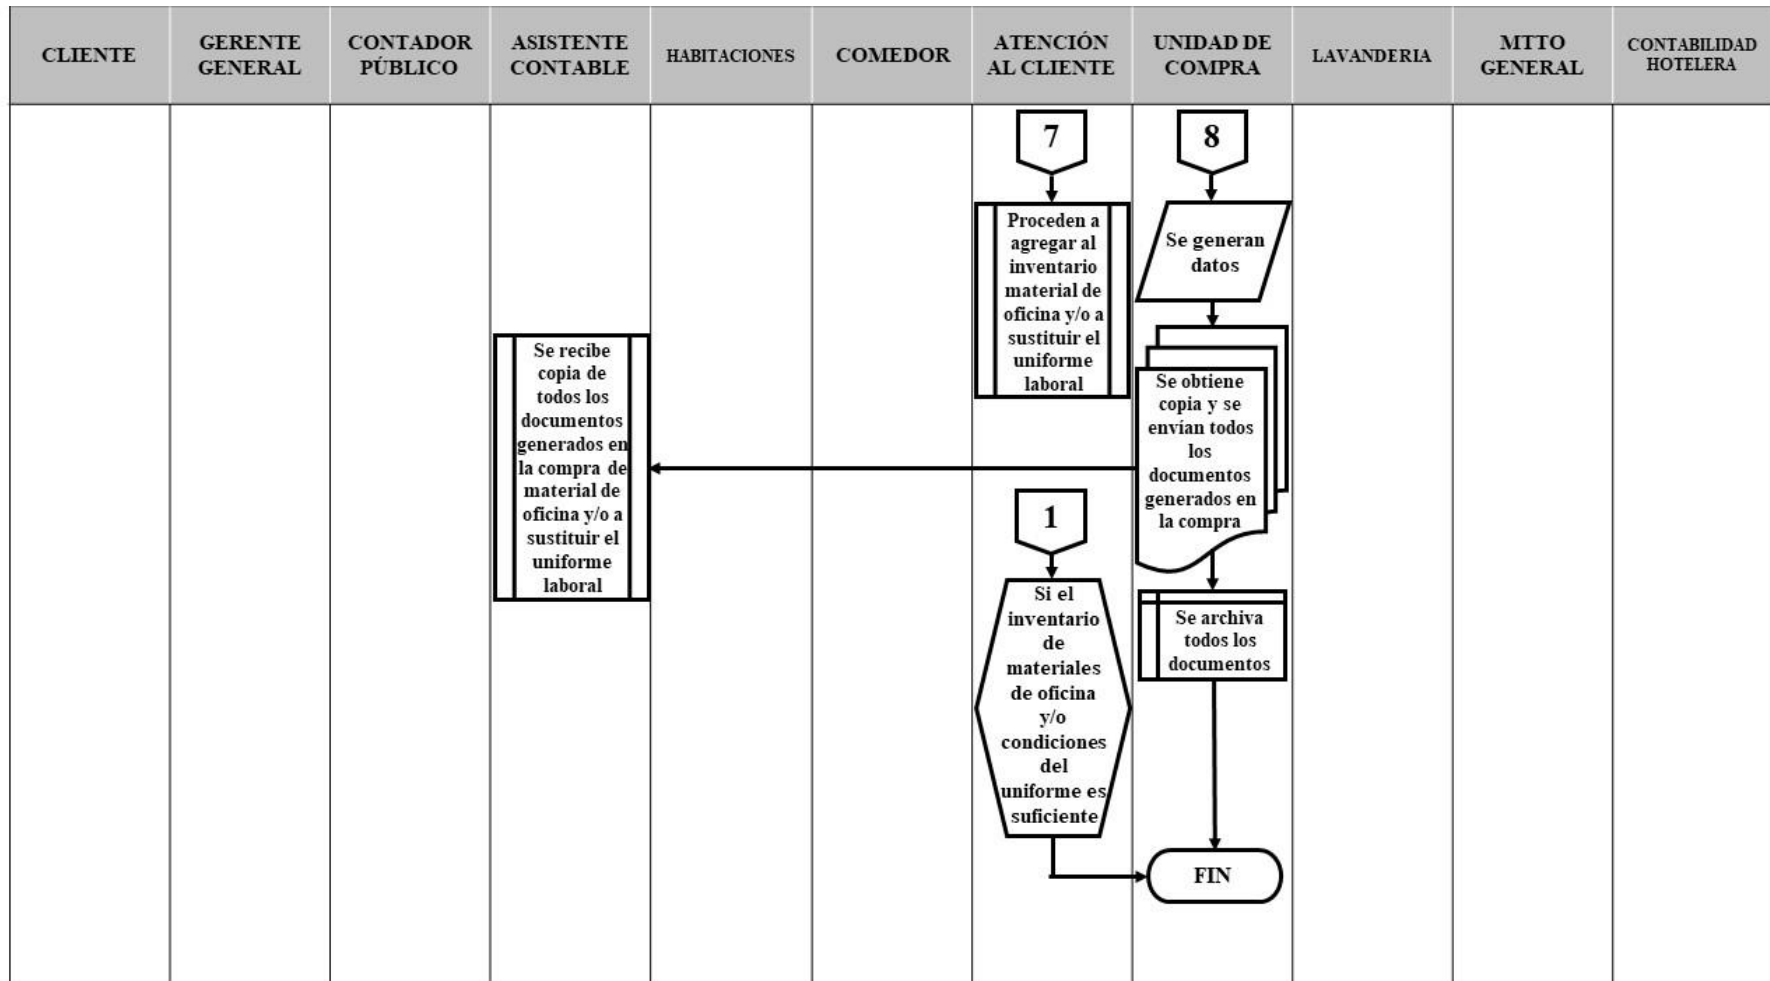 CLIENTE
GERENTE
GENERAL
CONTADOR
PÚBLICO
ASISTENTE
CONTABLE
HABITACIONES
COMEDOR
ATENCIÓN
AL CLIENTE
UNIDAD DE
COMPRA
LAVANDERIA
MTTO
GENERAL
CONTABILIDAD
HOTELERA
7
8
Proceden a
agregar al
inventario
material de
oficina y/o a
sustituir el
uniforme
laboral
Se generan
datos
Se recibe
copia de
todos los
documentos
generados en
la compra de
material de
oficina y/o a
sustituir el
uniforme
laboral
Se obtiene
copia y se
envían todos
los
documentos
generados en
la compra
1
Si el
inventario
de
materiales
de oficina
y/o
condiciones
del
uniforme es
suficiente
Se archiva
todos los
documentos
FIN